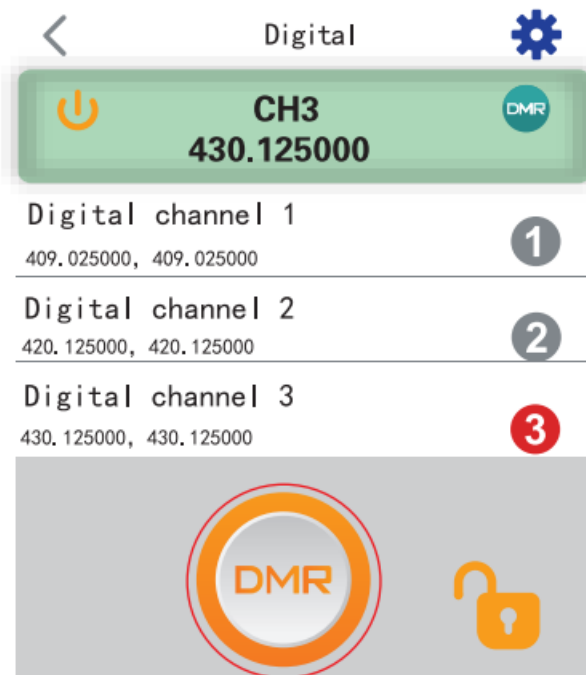 Digital
CH3
DMR
430.125000
Digital channel 1
409.025000, 409.025000
1
Digital channel 2
420.125000, 420.125000
2
Digital channel 3
430.125000, 430.125000
3
DMR